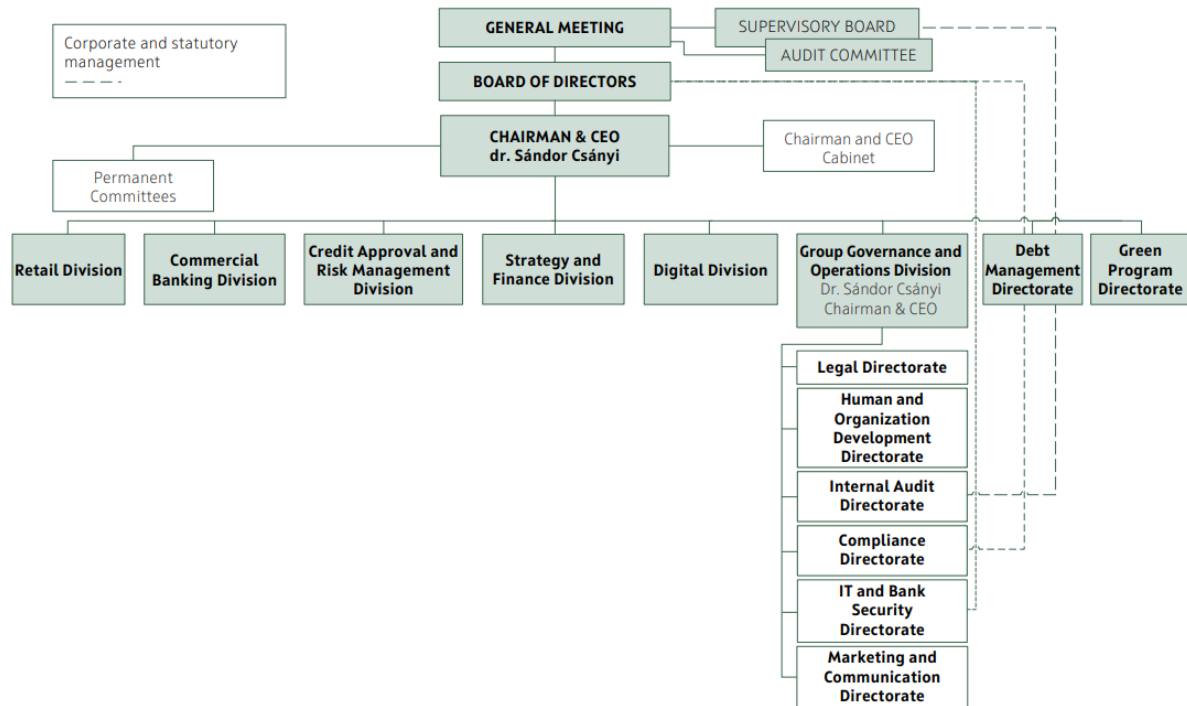 GENERAL MEETING
SUPERVISORY BOARD
Corporate and statutory
management
AUDIT COMMITTEE
BOARD OF DIRECTORS
CHAIRMAN & CEO
dr. Sándor Csányi
Chairman and CEO
Cabinet
Permanent
Committees
Retail Division
Commercial
Banking Division
Credit Approval and
Risk Management
Division
Strategy and
Finance Division
Digital Division
Group Governance and
Operations Division
Dr. Sándor Csányi
Chairman & CEO
Debt
Management
Directorate
Green
Program
Directorate
Legal Directorate
Human and
Organization
Development
Directorate
Internal Audit
Directorate
Compliance
Directorate
IT and Bank
Security
Directorate
Marketing and
Communication
Directorate